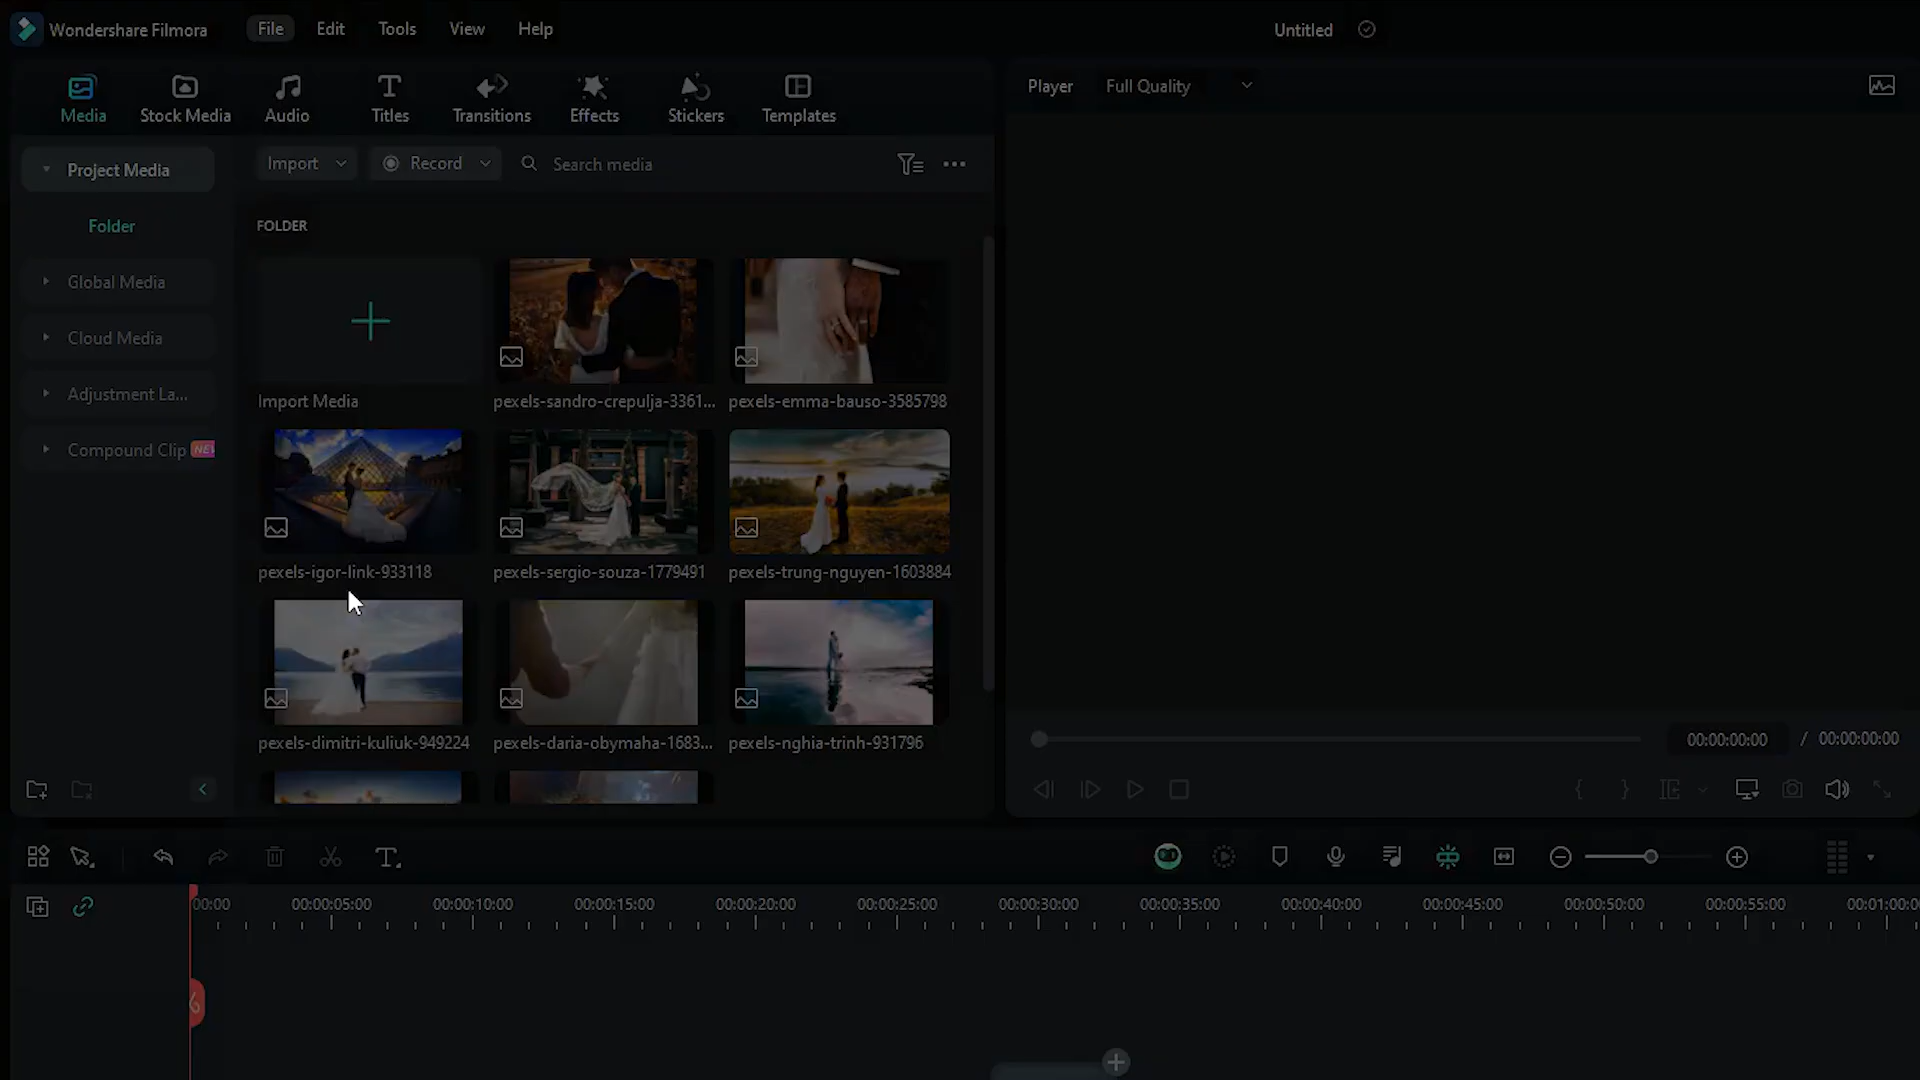 Wondershare Filmora File Edit Tools View Help Untitled
Media Stock Media Audio Titles Transitions Effects Stickers Templates
Player Full Quality
Project Media Import Record Search media
Folder FOLDER
Global Media
Cloud Media
Adjustment La...
Compound Clip
Import Media pexels-sandro-crepulja-3361... pexels-emma-bauso-3585798
pexels-igor-link-933118 pexels-sergio-souza-1779491 pexels-trung-nguyen-1603884
pexels-dimitri-kuliuk-949224 pexels-daria-obymaha-1683... pexels-nghia-trinh-931796
00:00:00:00 / 00:00:00:00
00:00 00:00:05:00 00:00:10:00 00:00:15:00 00:00:20:00 00:00:25:00 00:00:30:00 00:00:35:00 00:00:40:00 00:00:45:00 00:00:50:00 00:00:55:00 00:01:00:0